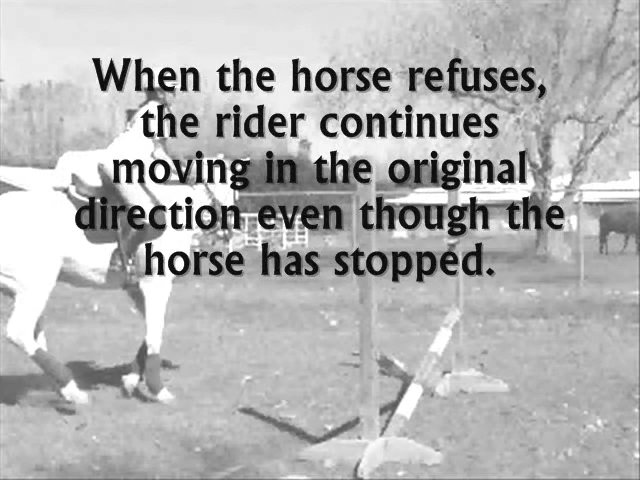 When the horse refuses,
the rider continues
moving in the original
direction even though the
horse has stopped.